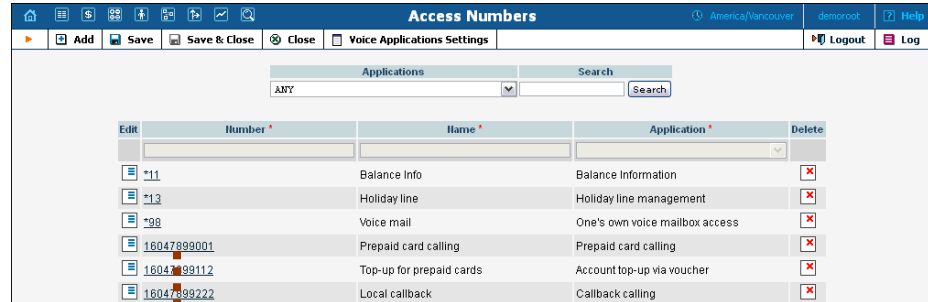 Access Numbers America/Vancouver demoroot ? Help
Add Save Save & Close Close Voice Applications Settings Logout Log
Applications Search
ANY Search
Edit Number * Name * Application * Delete
*11 Balance Info Balance Information
*13 Holiday line Holiday line management
*98 Voice mail One's own voice mailbox access
16047899001 Prepaid card calling Prepaid card calling
16047899112 Top-up for prepaid cards Account top-up via voucher
16047899222 Local callback Callback calling